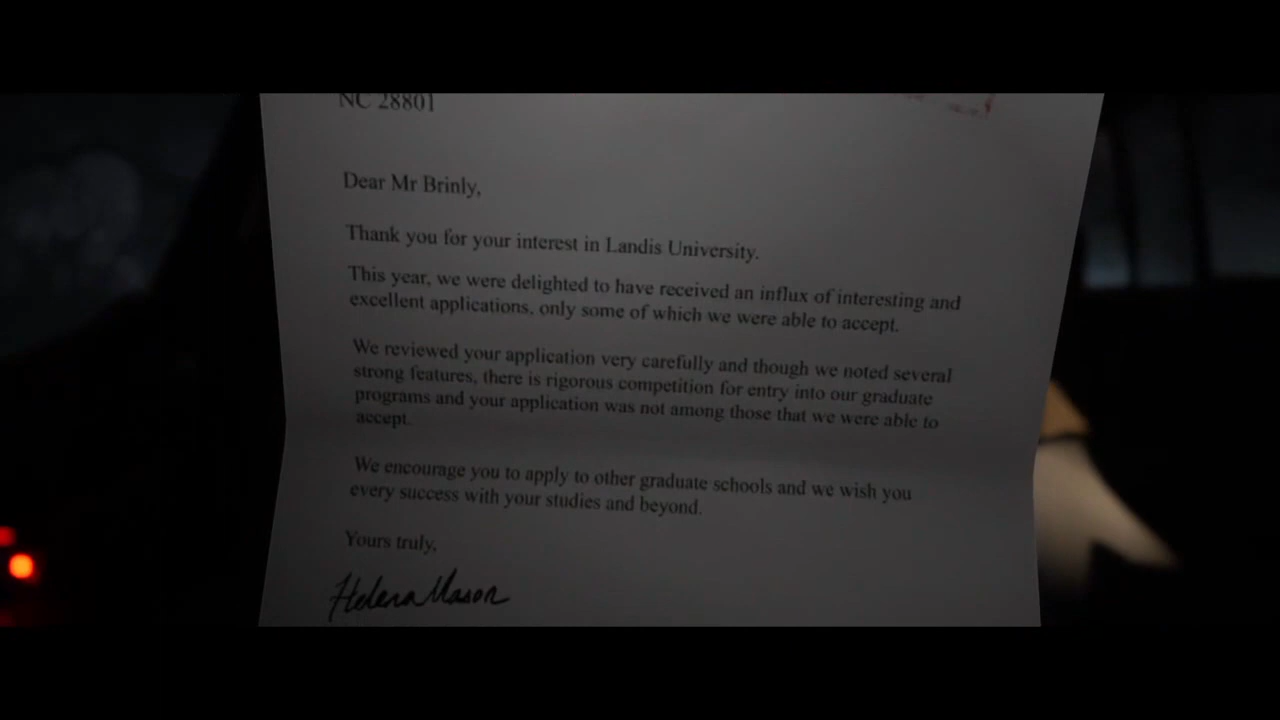 NC 28801
Dear Mr Brinly,
Thank you for your interest in Landis University.
This year, we were delighted to have received an influx of interesting and
excellent applications, only some of which we were able to accept.
We reviewed your application very carefully and though we noted several
strong features, there is rigorous competition for entry into our graduate
programs and your application was not among those that we were able to
accept.
We encourage you to apply to other graduate schools and we wish you
every success with your studies and beyond.
Yours truly,
Helena Mason